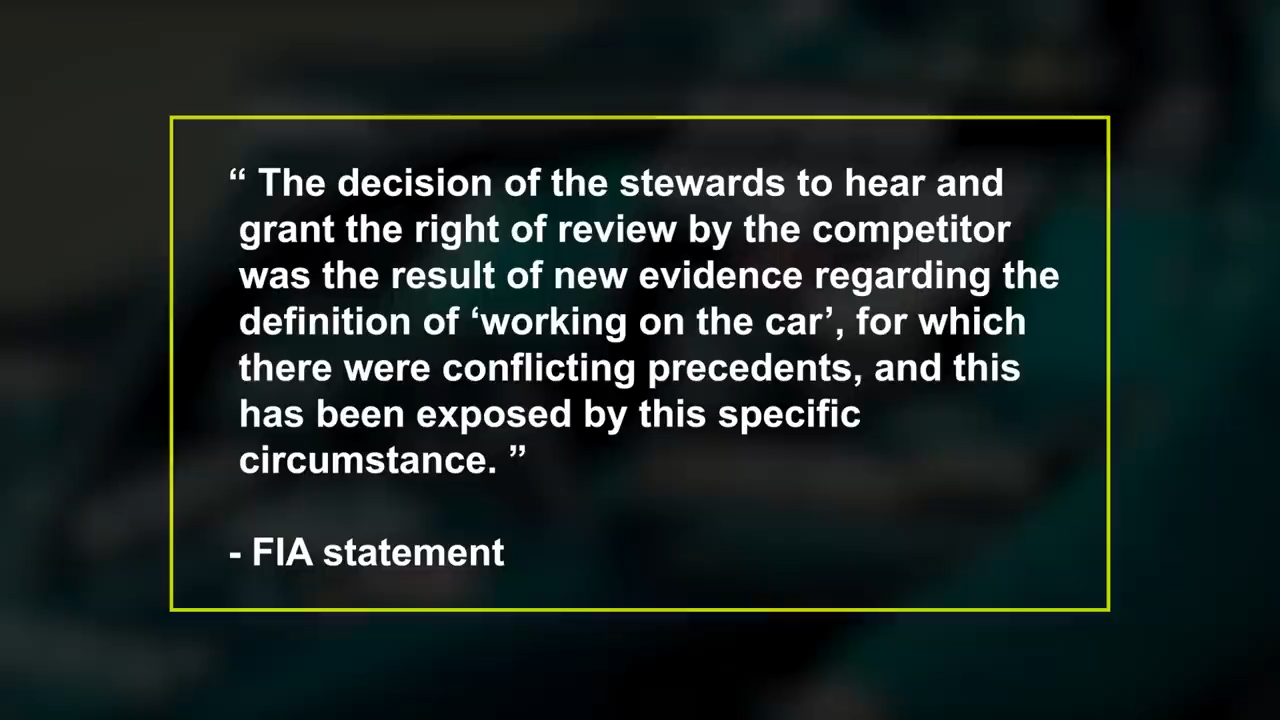 “ The decision of the stewards to hear and
grant the right of review by the competitor
was the result of new evidence regarding the
definition of ‘working on the car’, for which
there were conflicting precedents, and this
has been exposed by this specific
circumstance. ”
- FIA statement